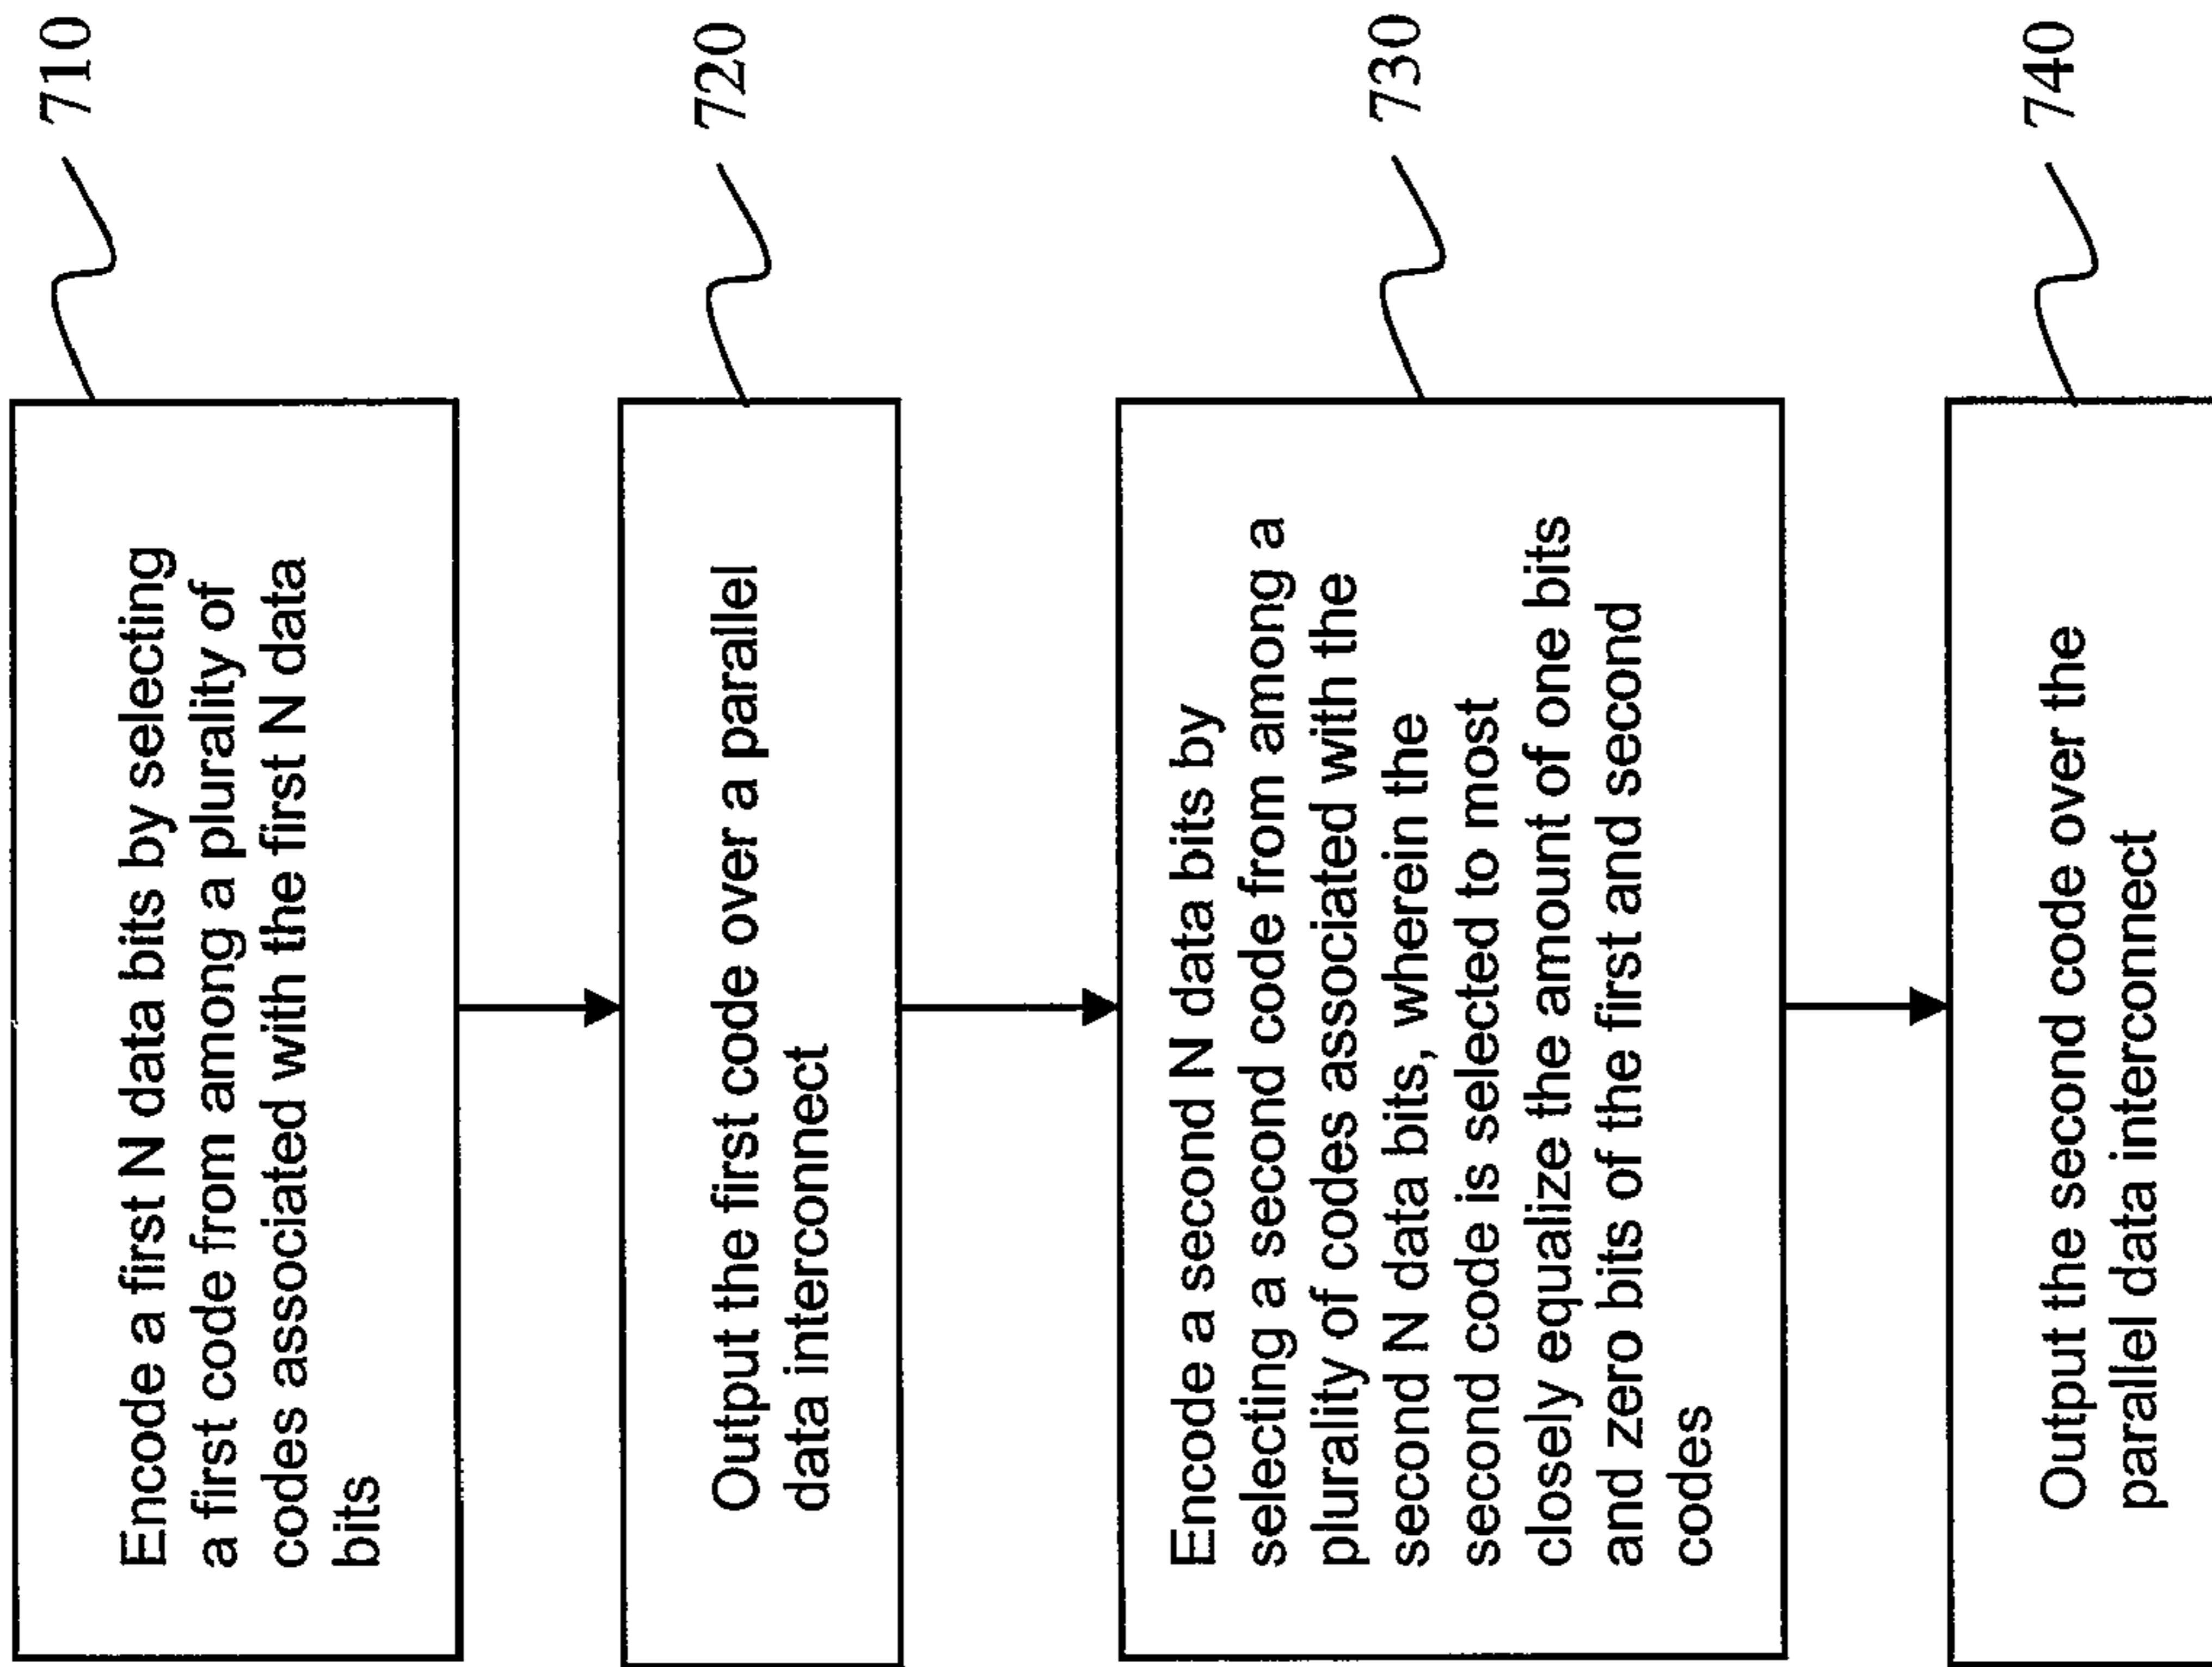 710
Encode a first N data bits by selecting
a first code from among a plurality of
codes associated with the first N data
bits
720
Output the first code over a parallel
data interconnect
730
Encode a second N data bits by
selecting a second code from among a
plurality of codes associated with the
second N data bits, wherein the
second code is selected to most
closely equalize the amount of one bits
and zero bits of the first and second
codes
740
Output the second code over the
parallel data interconnect